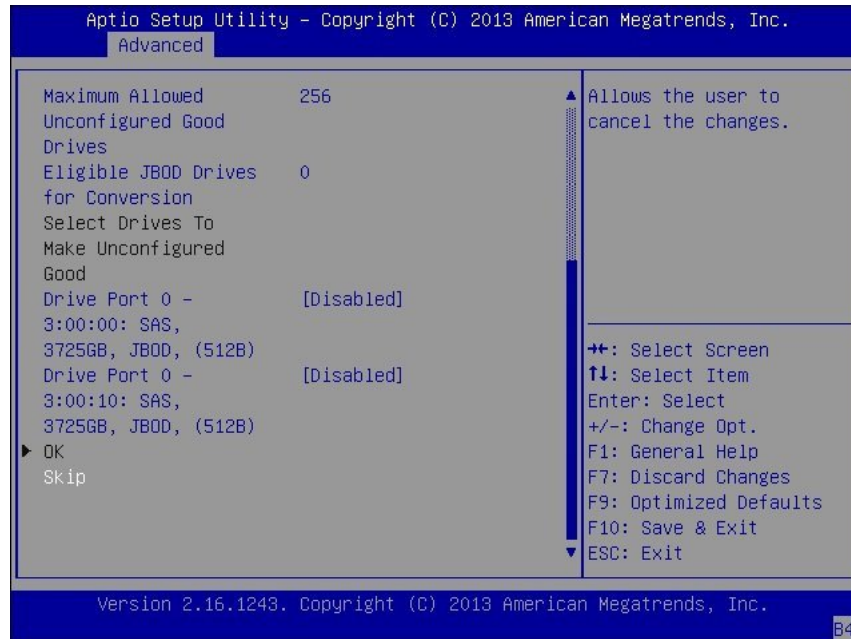 Aptio Setup Utility – Copyright (C) 2013 American Megatrends, Inc.
Advanced
Maximum Allowed 256
Unconfigured Good
Drives
Eligible JBOD Drives 0
for Conversion
Select Drives To
Make Unconfigured
Good
Drive Port 0 – [Disabled]
3:00:00: SAS,
3725GB, JBOD, (512B)
Drive Port 0 – [Disabled]
3:00:10: SAS,
3725GB, JBOD, (512B)
▶ OK
Skip
Allows the user to
cancel the changes.
→←: Select Screen
↑↓: Select Item
Enter: Select
+/-: Change Opt.
F1: General Help
F7: Discard Changes
F9: Optimized Defaults
F10: Save & Exit
ESC: Exit
Version 2.16.1243. Copyright (C) 2013 American Megatrends, Inc.
B4